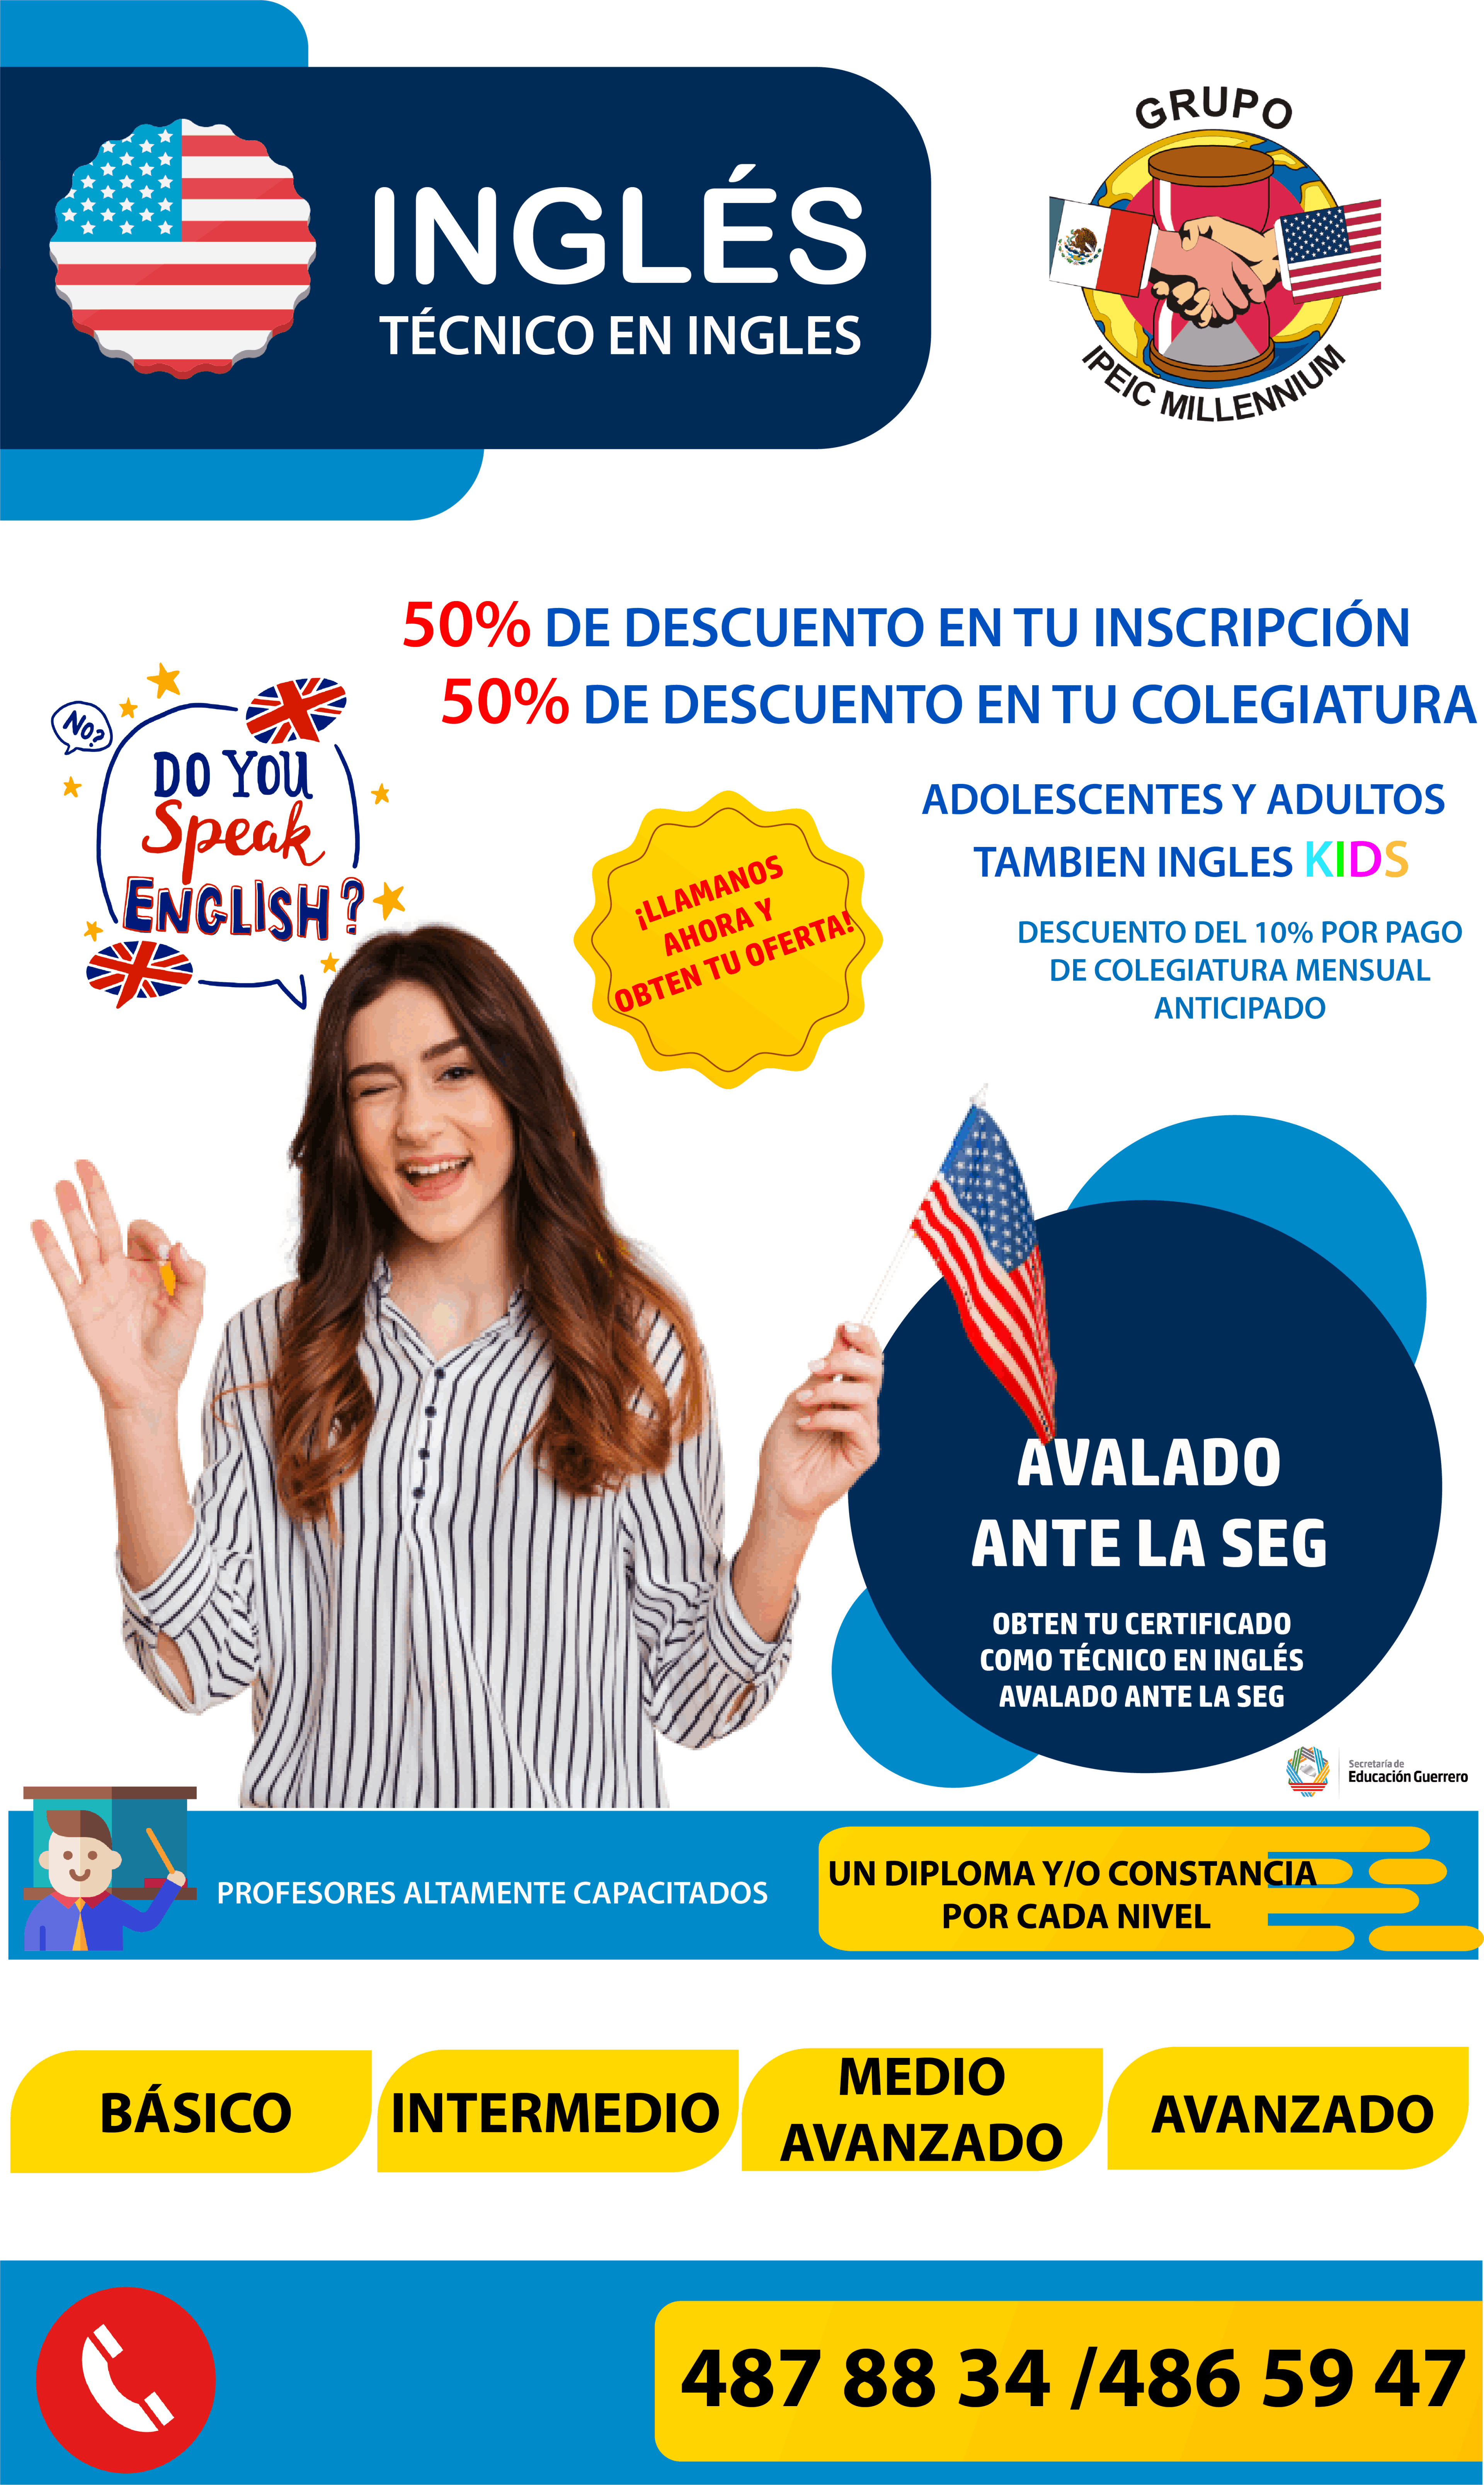 INGLÉS
TÉCNICO EN INGLES
GRUPO
IPEIC MILLENNIUM
50% DE DESCUENTO EN TU INSCRIPCIÓN
50% DE DESCUENTO EN TU COLEGIATURA
NO?
DO YOU
Speak
ENGLISH?
¡LLAMANOS
AHORA Y
OBTEN TU OFERTA!
ADOLESCENTES Y ADULTOS
TAMBIEN INGLES KIDS
DESCUENTO DEL 10% POR PAGO
DE COLEGIATURA MENSUAL
ANTICIPADO
AVALADO
ANTE LA SEG
OBTEN TU CERTIFICADO
COMO TÉCNICO EN INGLÉS
AVALADO ANTE LA SEG
Secretaría de
Educación Guerrero
PROFESORES ALTAMENTE CAPACITADOS
UN DIPLOMA Y/O CONSTANCIA
POR CADA NIVEL
BÁSICO
INTERMEDIO
MEDIO
AVANZADO
AVANZADO
487 88 34 /486 59 47